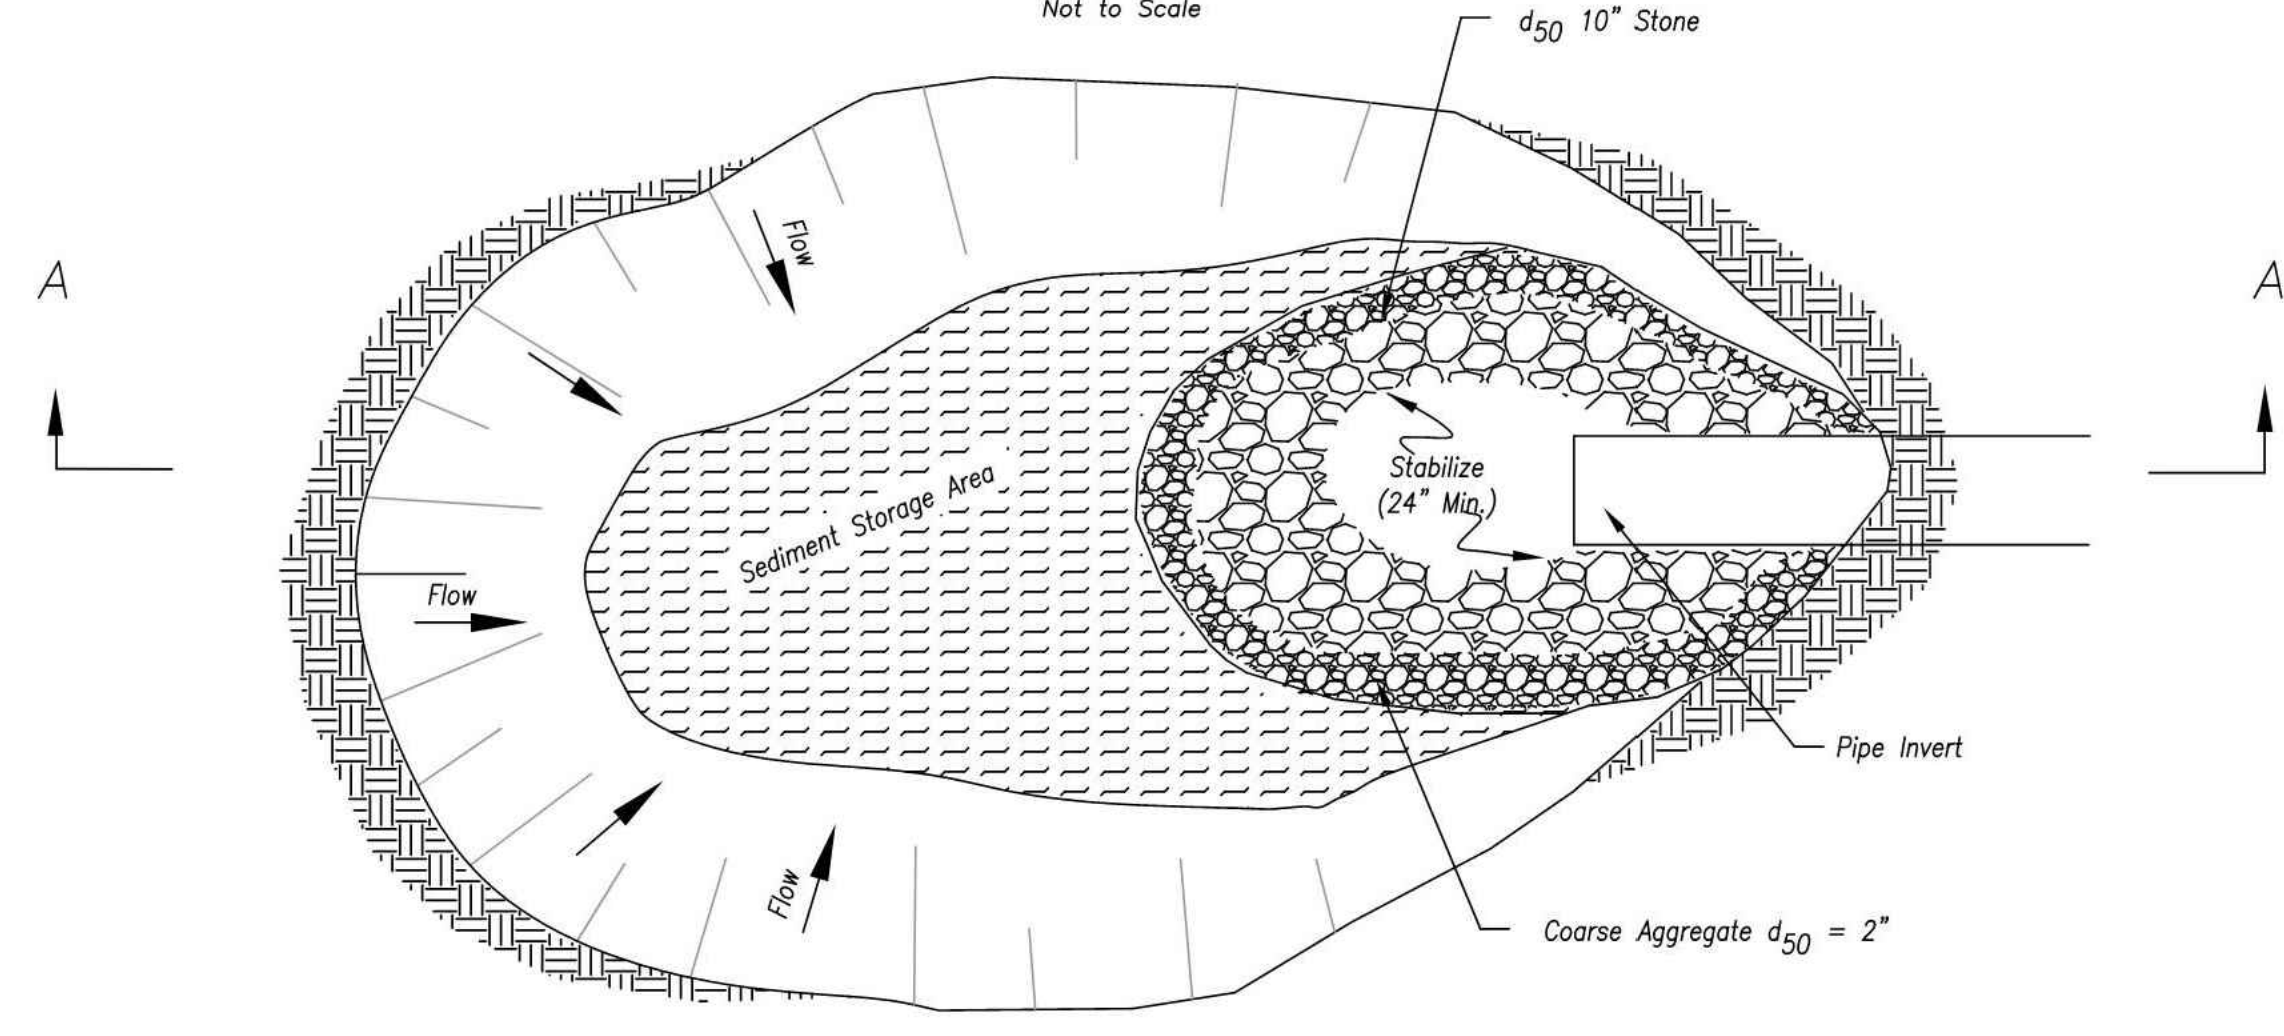 Not to Scale
d50 10" Stone
Flow
A
A
Stabilize
(24" Min.)
Sediment Storage Area
Flow
Pipe Invert
Flow
Coarse Aggregate d50 = 2"